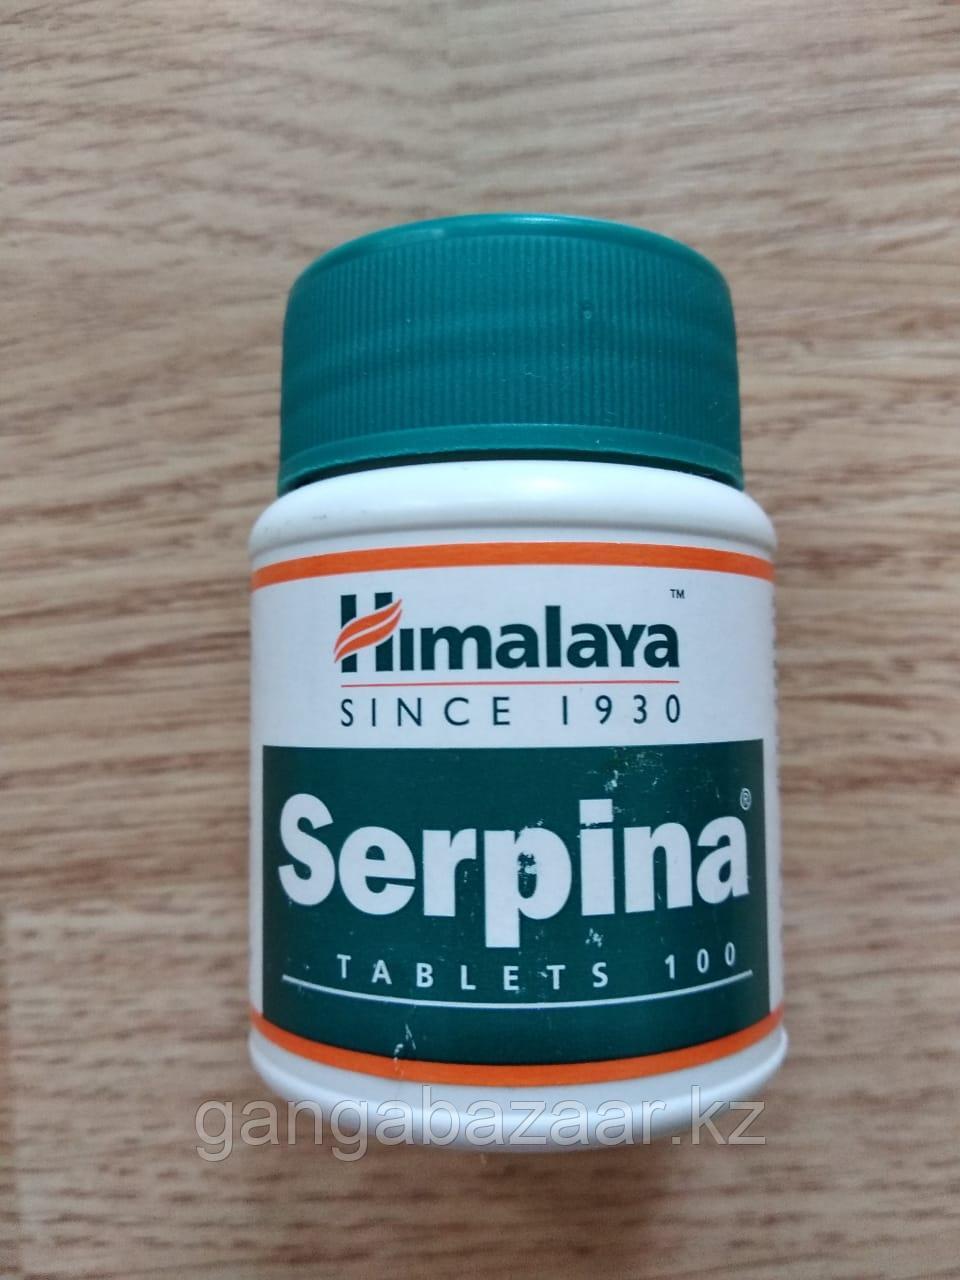 Himalaya™
SINCE 1930
Serpina®
TABLETS 100
gangabazaar.kz